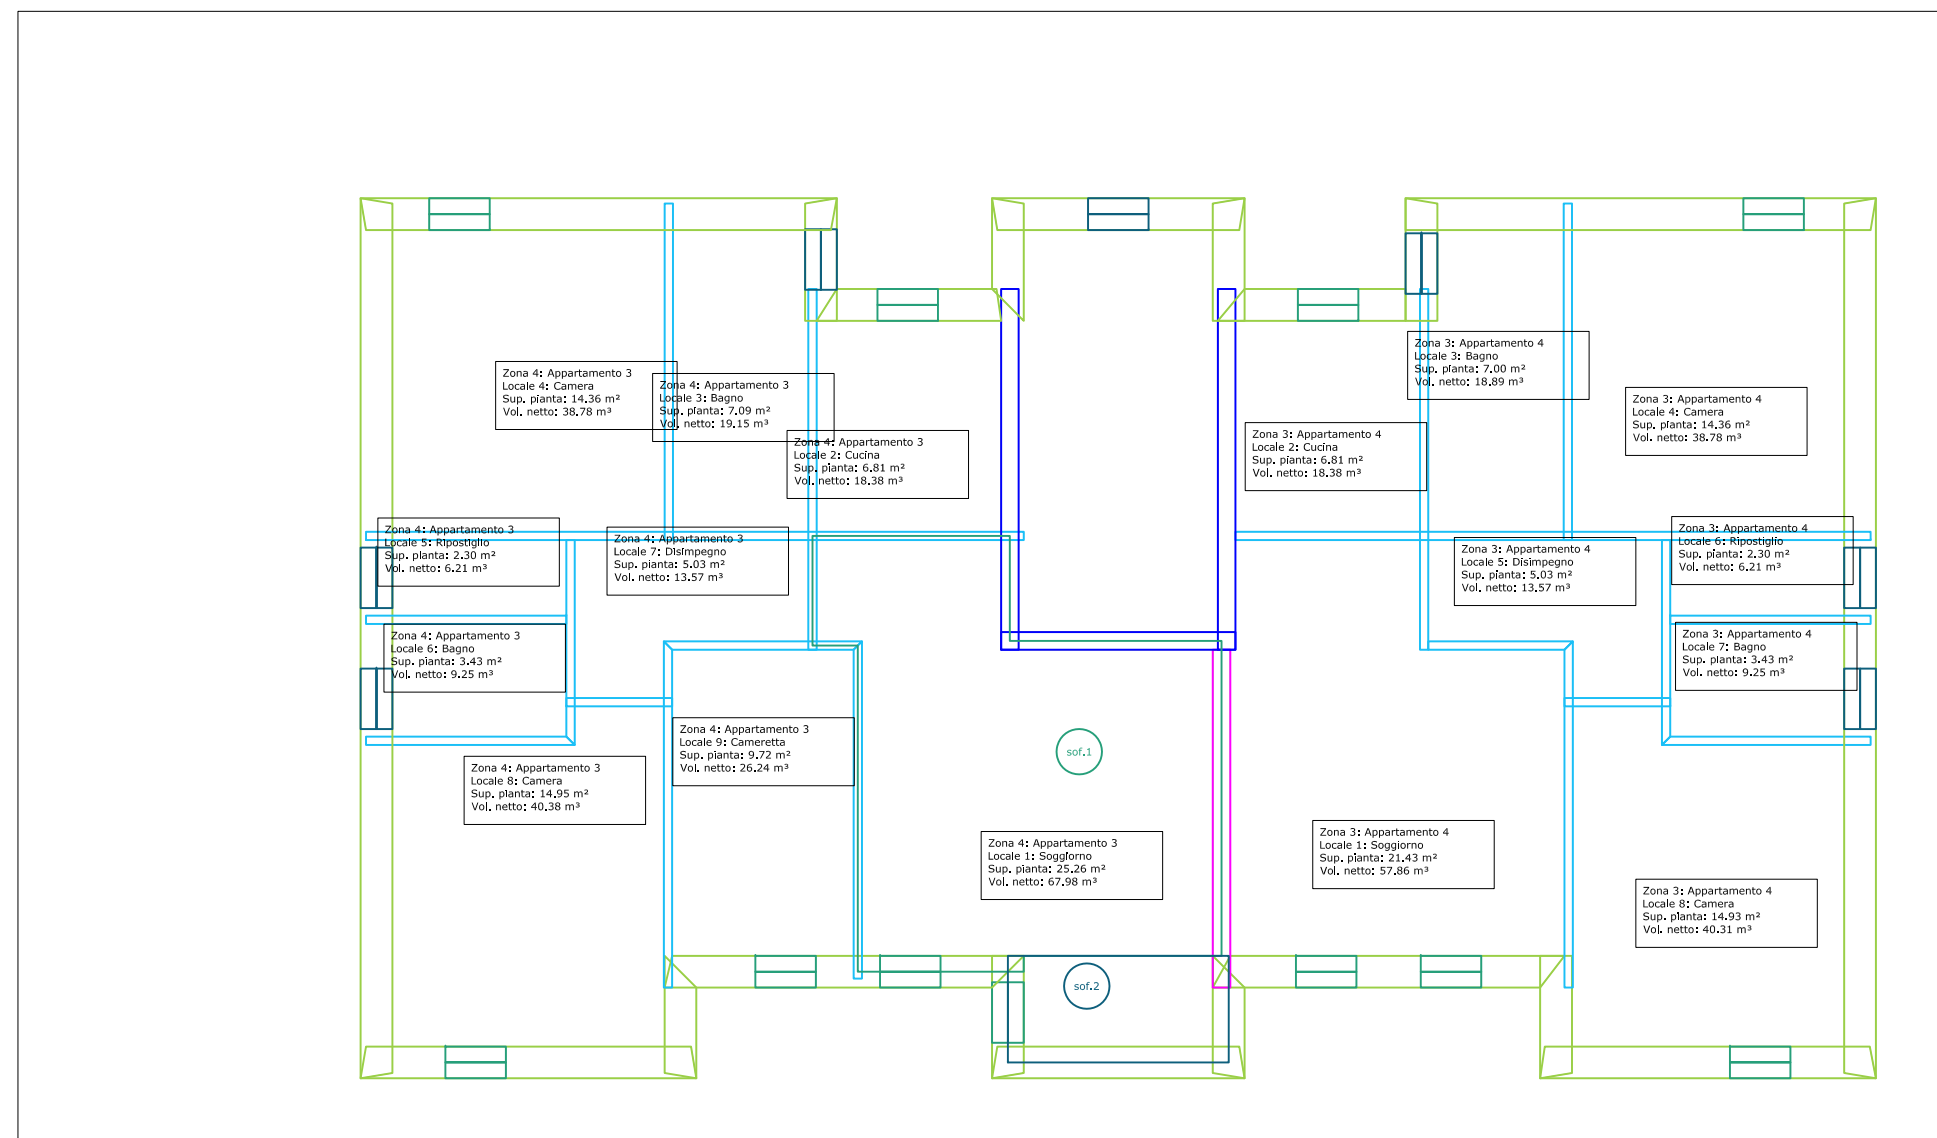 Zona 3: Appartamento 4
Locale 3: Bagno
Sup. pianta: 7.00 m²
Vol. netto: 18.89 m³
Zona 4: Appartamento 3
Locale 4: Camera
Sup. pianta: 14.36 m²
Vol. netto: 38.78 m³
Zona 4: Appartamento 3
Locale 3: Bagno
Sup. pianta: 7.09 m²
Vol. netto: 19.15 m³
Zona 3: Appartamento 4
Locale 4: Camera
Sup. pianta: 14.36 m²
Vol. netto: 38.78 m³
Zona 4: Appartamento 3
Locale 2: Cucina
Sup. pianta: 6.81 m²
Vol. netto: 18.38 m³
Zona 3: Appartamento 4
Locale 2: Cucina
Sup. pianta: 6.81 m²
Vol. netto: 18.38 m³
Zona 4: Appartamento 3
Locale 5: Ripostiglio
Sup. pianta: 2.30 m²
Vol. netto: 6.21 m³
Zona 4: Appartamento 3
Locale 7: Disimpegno
Sup. pianta: 5.03 m²
Vol. netto: 13.57 m³
Zona 3: Appartamento 4
Locale 5: Disimpegno
Sup. pianta: 5.03 m²
Vol. netto: 13.57 m³
Zona 3: Appartamento 4
Locale 6: Ripostiglio
Sup. pianta: 2.30 m²
Vol. netto: 6.21 m³
Zona 4: Appartamento 3
Locale 6: Bagno
Sup. pianta: 3.43 m²
Vol. netto: 9.25 m³
Zona 3: Appartamento 4
Locale 7: Bagno
Sup. pianta: 3.43 m²
Vol. netto: 9.25 m³
Zona 4: Appartamento 3
Locale 9: Cameretta
Sup. pianta: 9.72 m²
Vol. netto: 26.24 m³
sof.1
Zona 4: Appartamento 3
Locale 8: Camera
Sup. pianta: 14.95 m²
Vol. netto: 40.38 m³
Zona 4: Appartamento 3
Locale 1: Soggiorno
Sup. pianta: 25.26 m²
Vol. netto: 67.98 m³
Zona 3: Appartamento 4
Locale 1: Soggiorno
Sup. pianta: 21.43 m²
Vol. netto: 57.86 m³
Zona 3: Appartamento 4
Locale 8: Camera
Sup. pianta: 14.93 m²
Vol. netto: 40.31 m³
sof.2